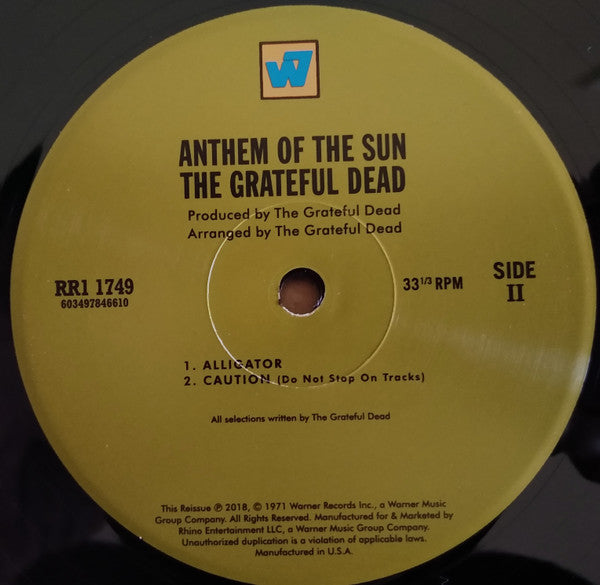 W7
ANTHEM OF THE SUN
THE GRATEFUL DEAD
Produced by The Grateful Dead
Arranged by The Grateful Dead
RR1 1749
603497846610
33 1/3 RPM
SIDE
II
1. ALLIGATOR
2. CAUTION (Do Not Stop On Tracks)
All selections written by The Grateful Dead
This Reissue ℗ 2018, © 1971 Warner Records Inc., a Warner Music
Group Company. All Rights Reserved. Manufactured for & Marketed by
Rhino Entertainment LLC, a Warner Music Group Company.
Unauthorized duplication is a violation of applicable laws.
Manufactured in U.S.A.